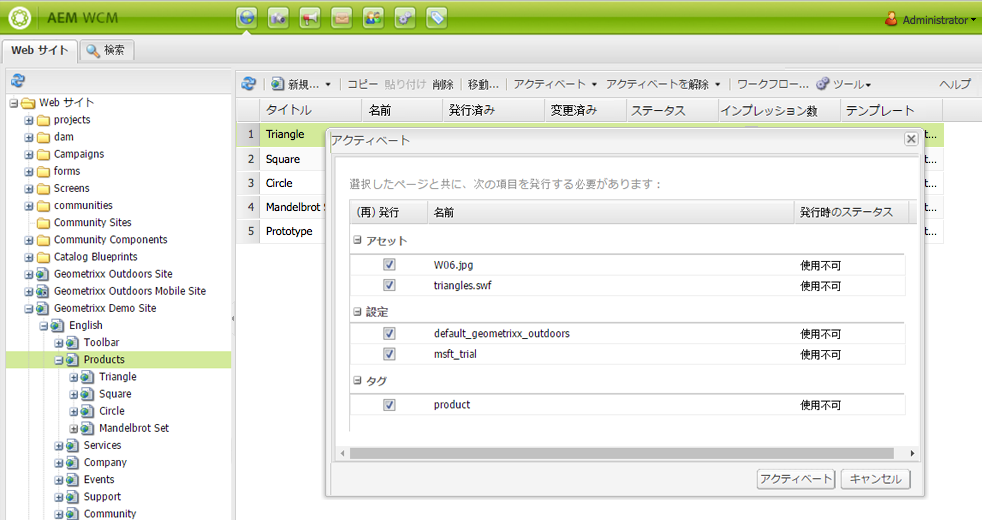 AEM WCM
Administrator
Web サイト 検索
新規... コピー 貼り付け 削除 移動... アクティベート アクティベートを解除 ワークフロー... ツール ヘルプ
タイトル 名前 発行済み 変更済み ステータス インプレッション数 テンプレート
1 Triangle t...
2 Square t...
3 Circle t...
4 Mandelbrot S t...
5 Prototype t...
Web サイト
projects
dam
Campaigns
forms
Screens
communities
Community Sites
Community Components
Catalog Blueprints
Geometrixx Outdoors Site
Geometrixx Outdoors Mobile Site
Geometrixx Demo Site
English
Toolbar
Products
Triangle
Square
Circle
Mandelbrot Set
Services
Company
Events
Support
Community
アクティベート
選択したページと共に、次の項目を発行する必要があります :
(再) 発行 名前 発行時のステータス
アセット
W06.jpg 使用不可
triangles.swf 使用不可
設定
default_geometrixx_outdoors 使用不可
msft_trial 使用不可
タグ
product 使用不可
アクティベート キャンセル